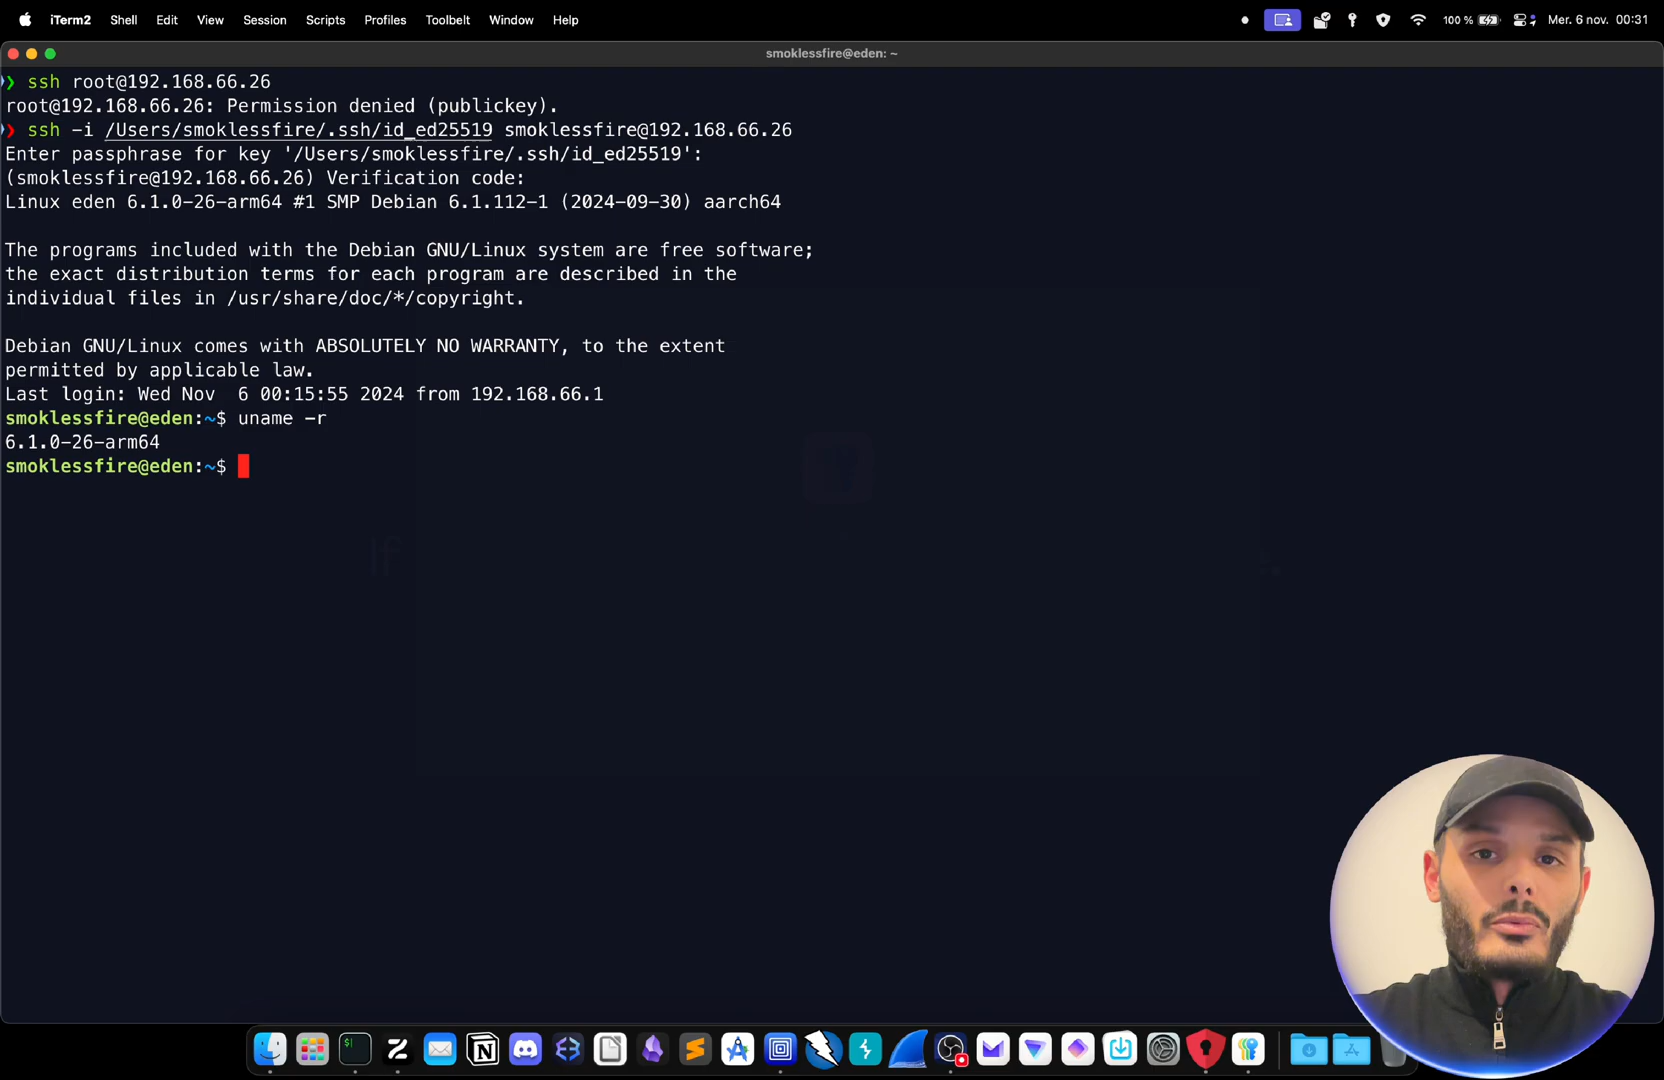 iTerm2 Shell Edit View Session Scripts Profiles Toolbelt Window Help 100 % Mer. 6 nov. 00:31
smoklessfire@eden: ~
❯ ssh root@192.168.66.26
root@192.168.66.26: Permission denied (publickey).
❯ ssh -i /Users/smoklessfire/.ssh/id_ed25519 smoklessfire@192.168.66.26
Enter passphrase for key '/Users/smoklessfire/.ssh/id_ed25519':
(smoklessfire@192.168.66.26) Verification code:
Linux eden 6.1.0-26-arm64 #1 SMP Debian 6.1.112-1 (2024-09-30) aarch64
The programs included with the Debian GNU/Linux system are free software;
the exact distribution terms for each program are described in the
individual files in /usr/share/doc/*/copyright.
Debian GNU/Linux comes with ABSOLUTELY NO WARRANTY, to the extent
permitted by applicable law.
Last login: Wed Nov  6 00:15:55 2024 from 192.168.66.1
smoklessfire@eden:~$ uname -r
6.1.0-26-arm64
smoklessfire@eden:~$
If